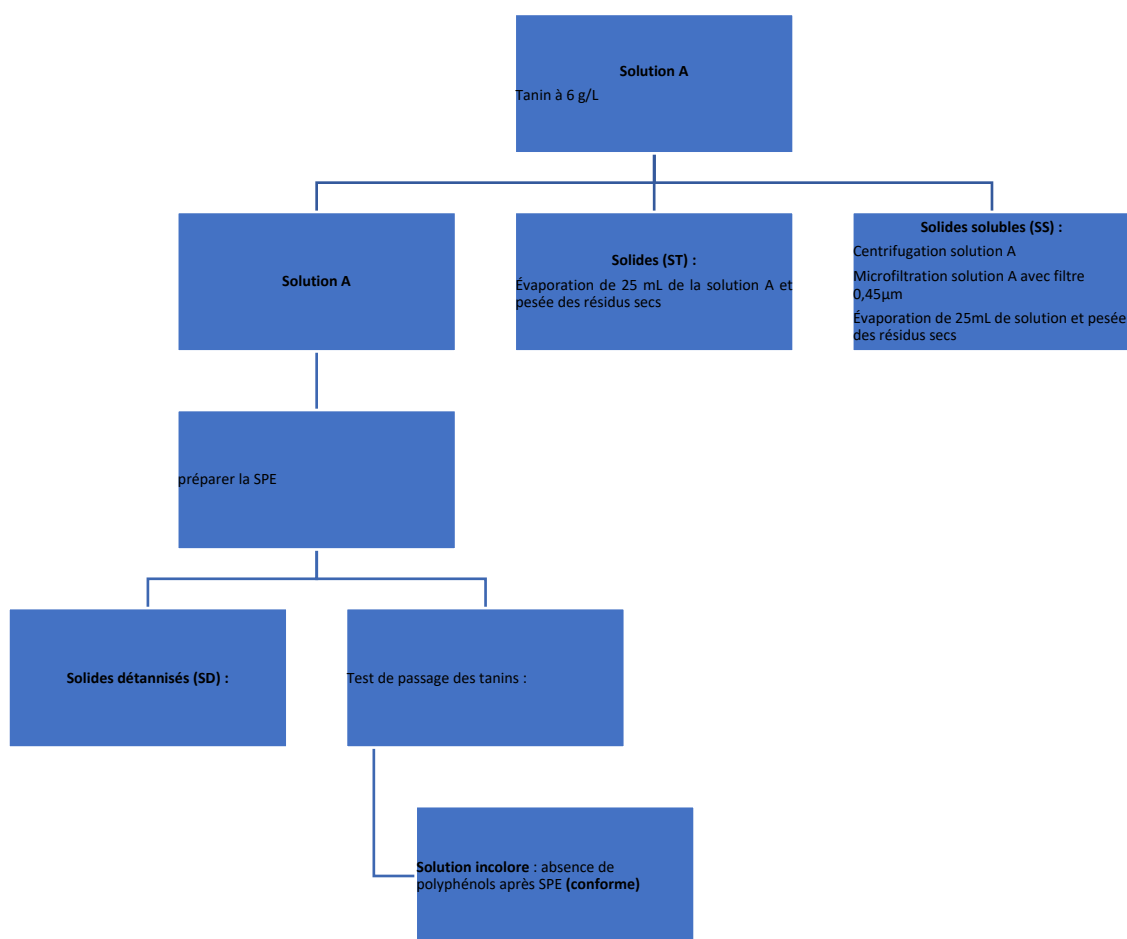 Solution A
Tanin à 6 g/L
Solution A
Solides (ST) :
Évaporation de 25 mL de la solution A et
pesée des résidus secs
Solides solubles (SS) :
Centrifugation solution A
Microfiltration solution A avec filtre
0,45µm
Évaporation de 25mL de solution et pesée
des résidus secs
préparer la SPE
Solides détannisés (SD) :
Test de passage des tanins :
Solution incolore : absence de
polyphénols après SPE (conforme)